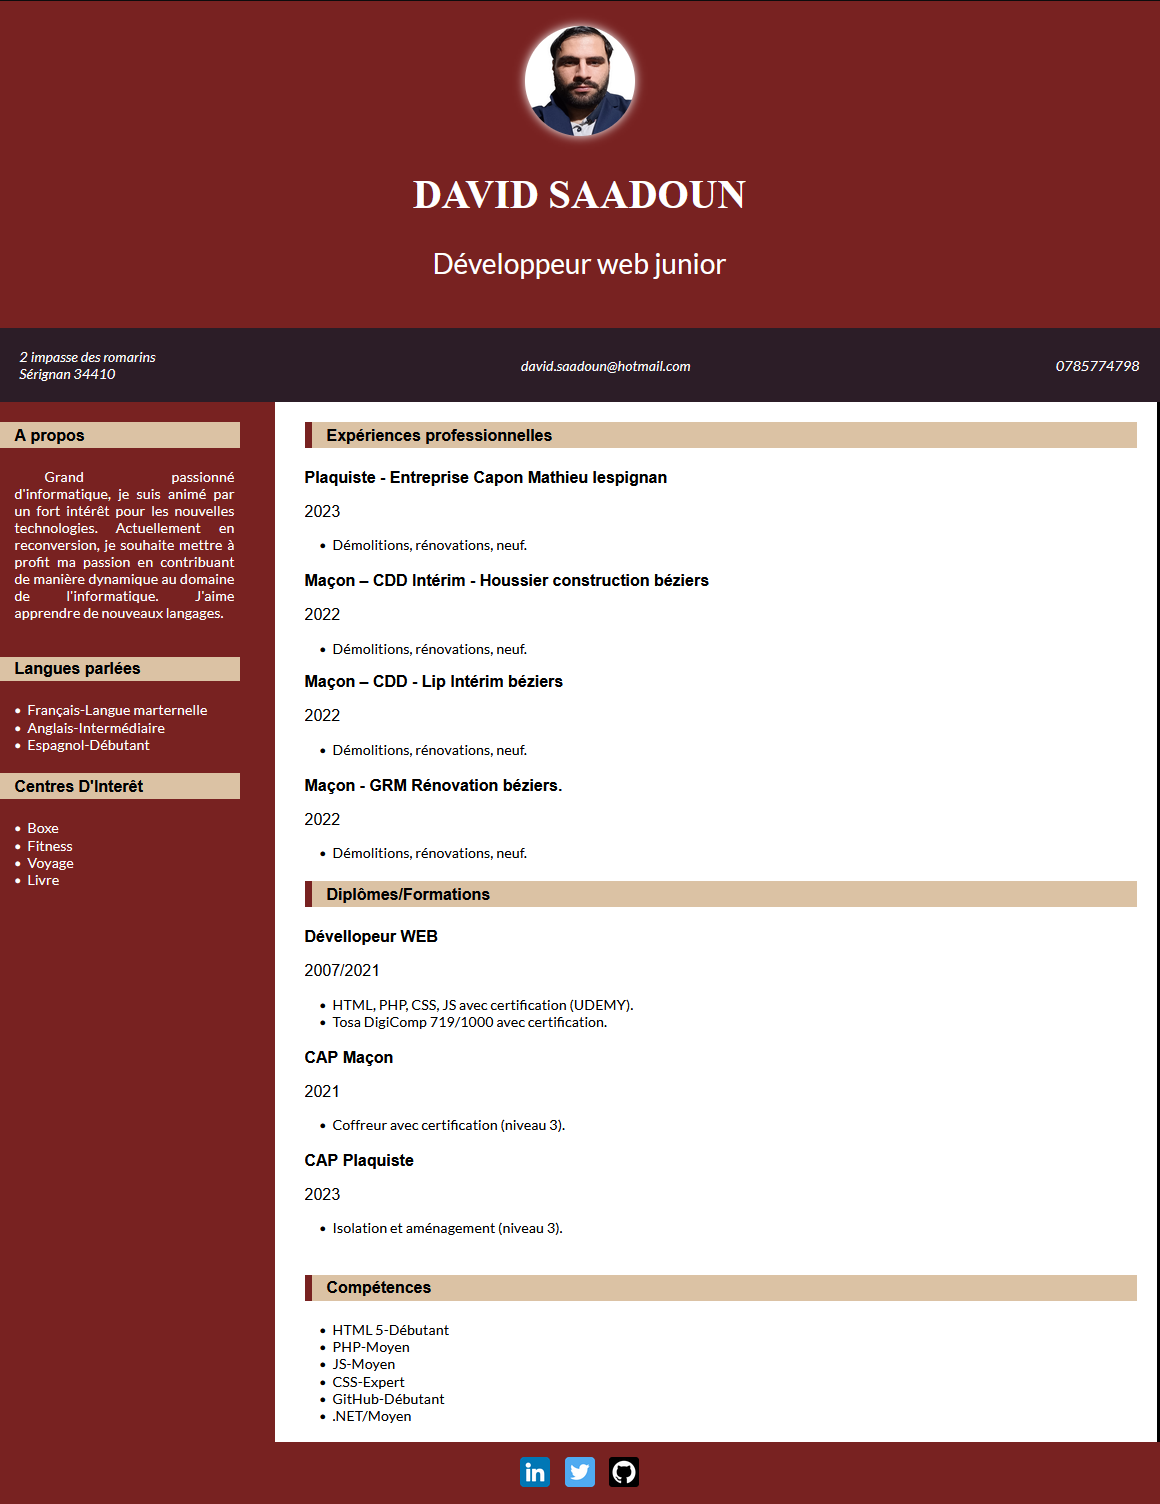 DAVID SAADOUN
Développeur web junior
2 impasse des romarins
Sérignan 34410
david.saadoun@hotmail.com
0785774798
A propos
Grand passionné
d'informatique, je suis animé par
un fort intérêt pour les nouvelles
technologies. Actuellement en
reconversion, je souhaite mettre à
profit ma passion en contribuant
de manière dynamique au domaine
de l'informatique. J'aime
apprendre de nouveaux langages.
Langues parlées
• Français-Langue marternelle
• Anglais-Intermédiaire
• Espagnol-Débutant
Centres D'Interêt
• Boxe
• Fitness
• Voyage
• Livre
Expériences professionnelles
Plaquiste - Entreprise Capon Mathieu lespignan
2023
• Démolitions, rénovations, neuf.
Maçon – CDD Intérim - Houssier construction béziers
2022
• Démolitions, rénovations, neuf.
Maçon – CDD - Lip Intérim béziers
2022
• Démolitions, rénovations, neuf.
Maçon - GRM Rénovation béziers.
2022
• Démolitions, rénovations, neuf.
Diplômes/Formations
Dévellopeur WEB
2007/2021
• HTML, PHP, CSS, JS avec certification (UDEMY).
• Tosa DigiComp 719/1000 avec certification.
CAP Maçon
2021
• Coffreur avec certification (niveau 3).
CAP Plaquiste
2023
• Isolation et aménagement (niveau 3).
Compétences
• HTML 5-Débutant
• PHP-Moyen
• JS-Moyen
• CSS-Expert
• GitHub-Débutant
• .NET/Moyen
in